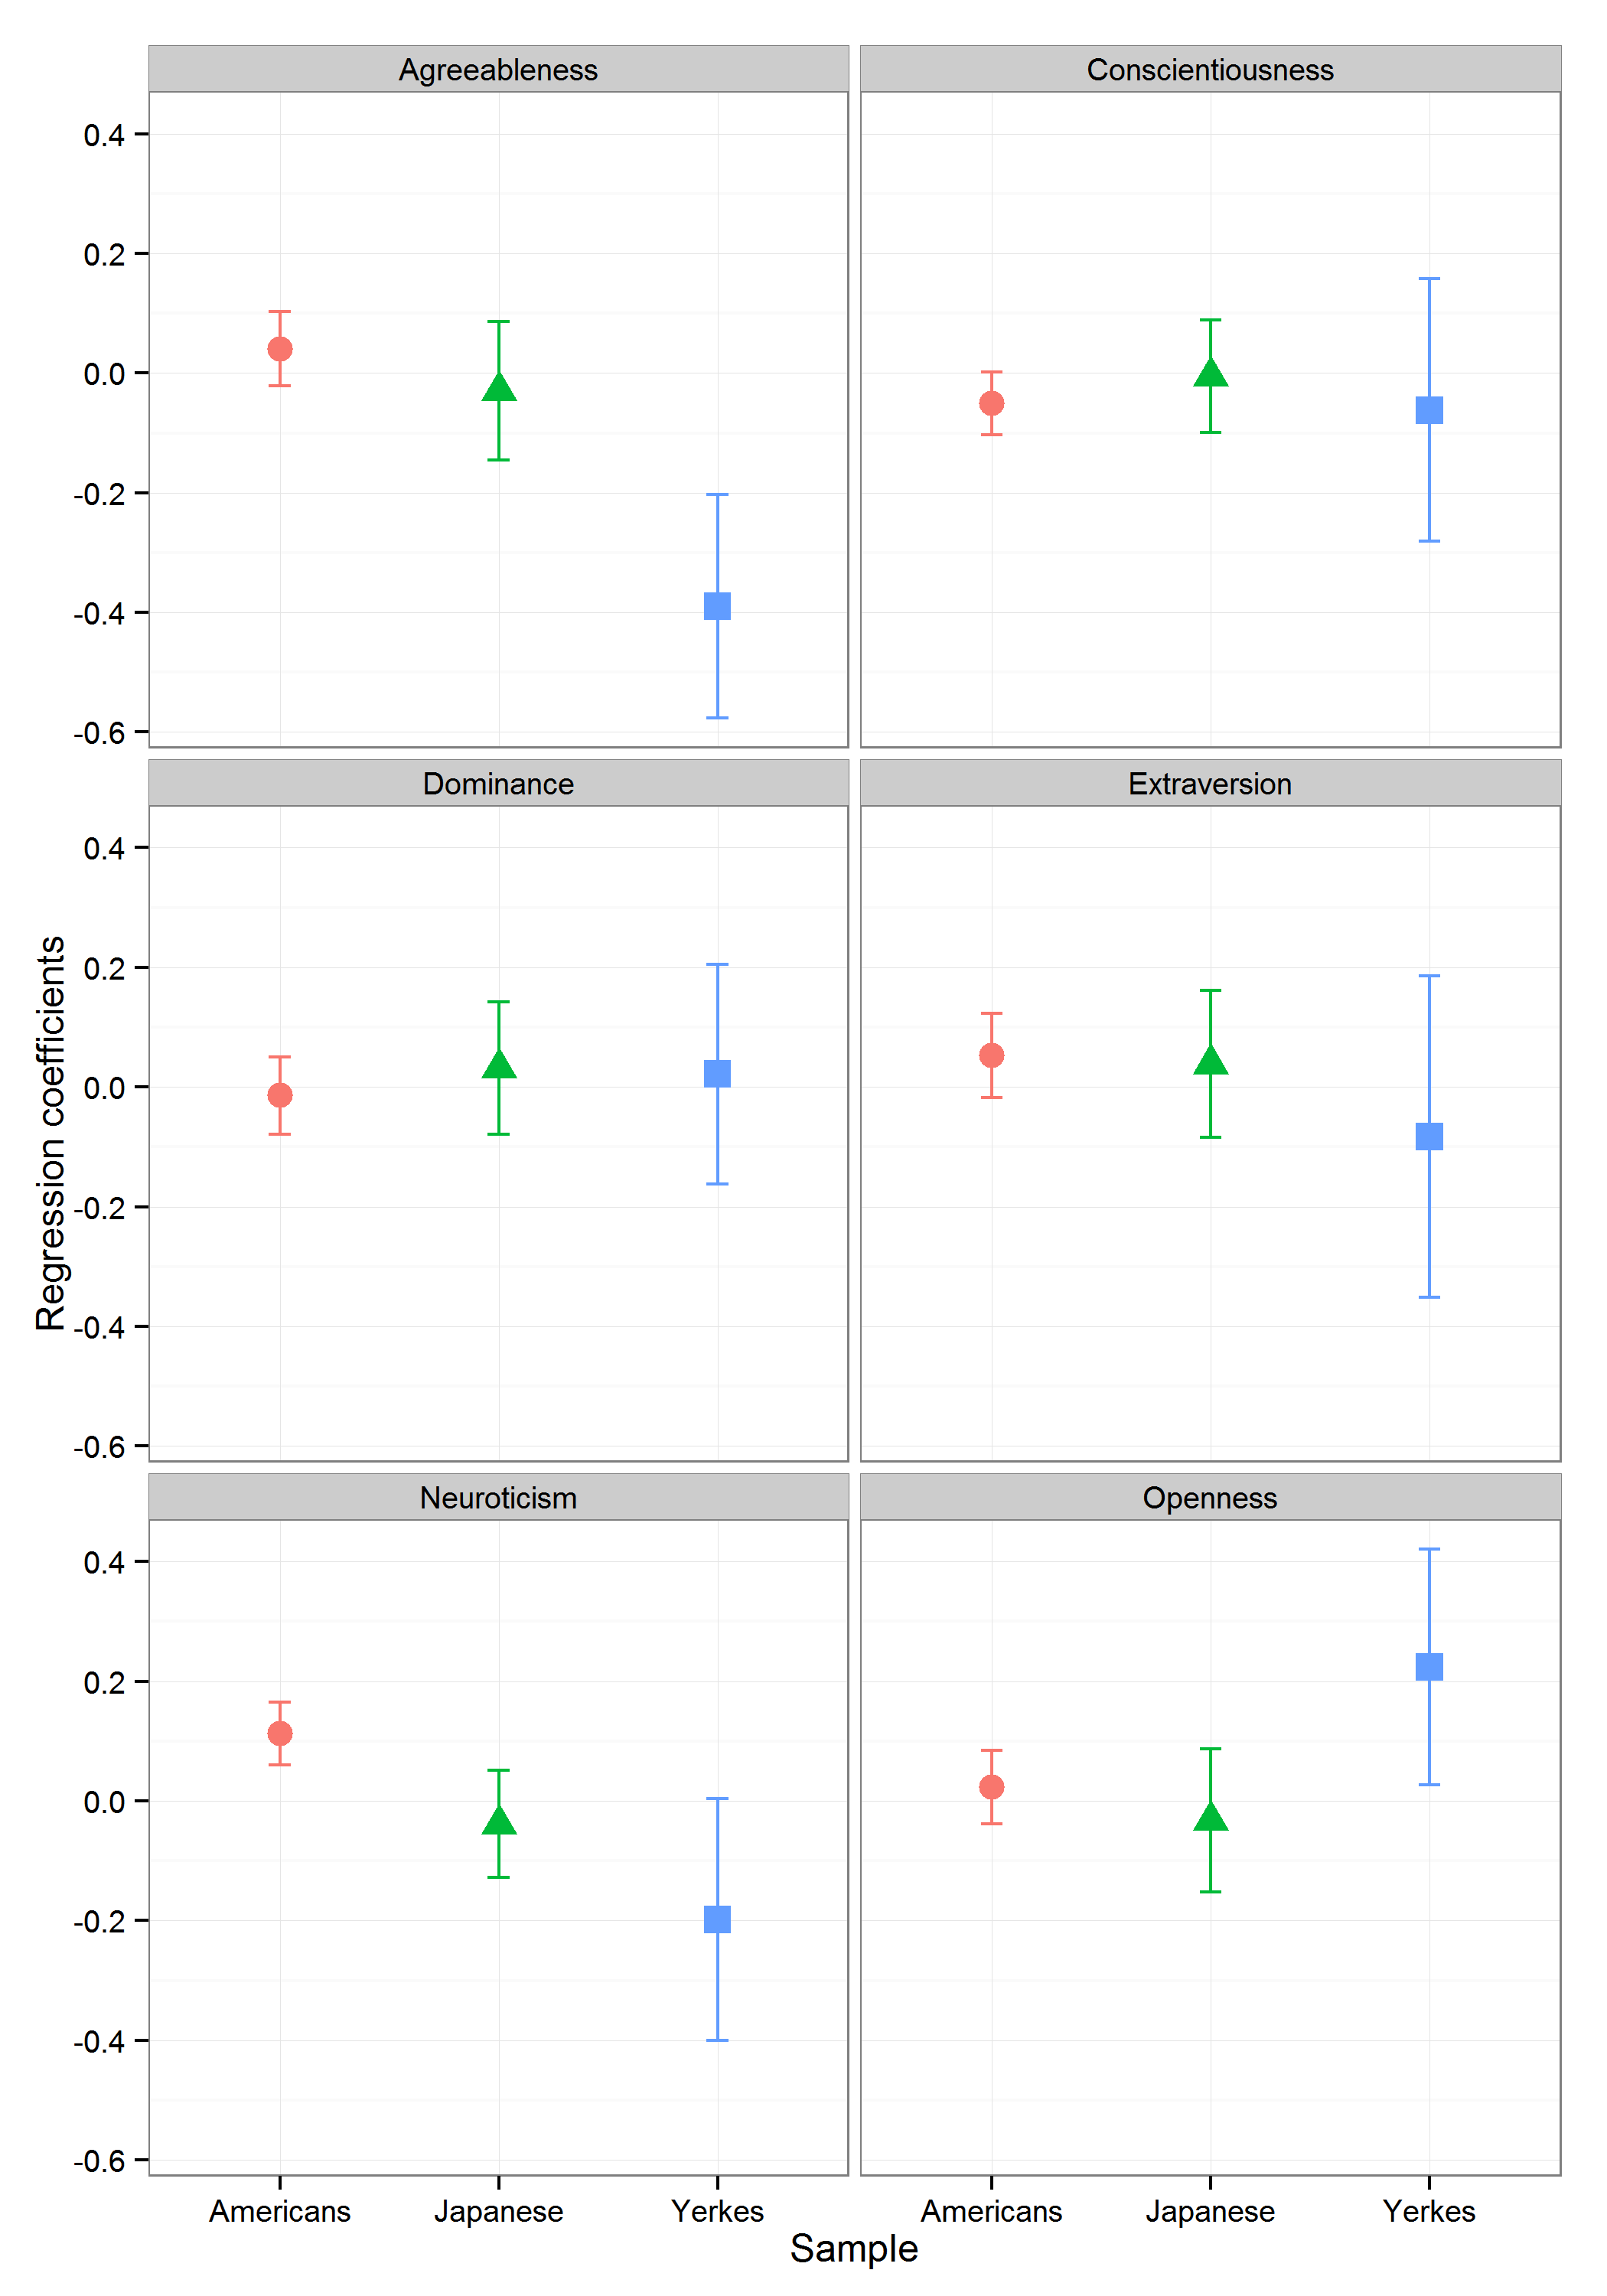 Agreeableness
Conscientiousness
0.4
0.2
0.0
-0.2
-0.4
-0.6
Dominance
Extraversion
0.4
0.2
0.0
-0.2
-0.4
-0.6
Regression coefficients
Neuroticism
Openness
0.4
0.2
0.0
-0.2
-0.4
-0.6
Americans Japanese Yerkes Americans Japanese Yerkes
Sample